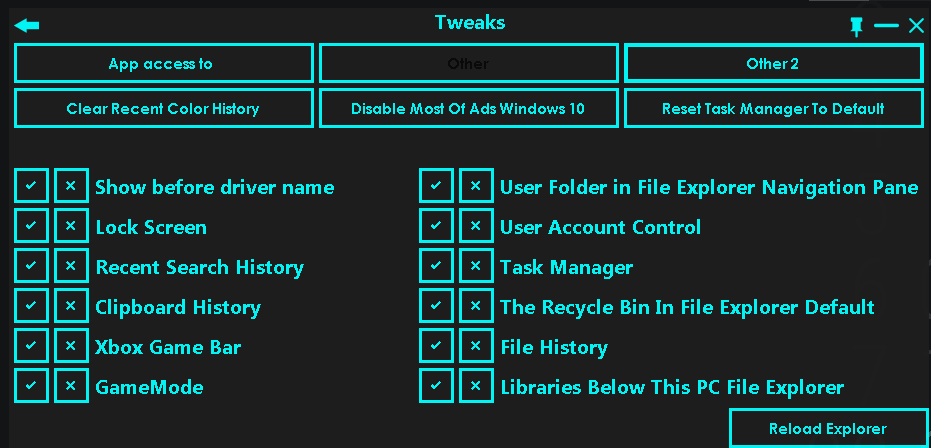 Tweaks
App access to
Other
Other 2
Clear Recent Color History
Disable Most Of Ads Windows 10
Reset Task Manager To Default
Show before driver name
User Folder in File Explorer Navigation Pane
Lock Screen
User Account Control
Recent Search History
Task Manager
Clipboard History
The Recycle Bin In File Explorer Default
Xbox Game Bar
File History
GameMode
Libraries Below This PC File Explorer
Reload Explorer